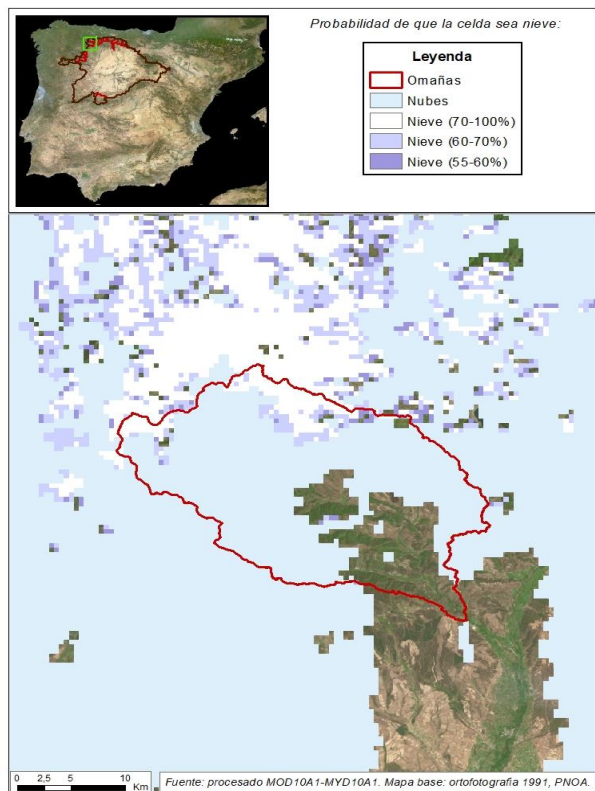 Probabilidad de que la celda sea nieve:
Leyenda
Omañas
Nubes
Nieve (70-100%)
Nieve (60-70%)
Nieve (55-60%)
0 2,5 5 10
Km
Fuente: procesado MOD10A1-MYD10A1. Mapa base: ortofotografia 1991, PNOA.